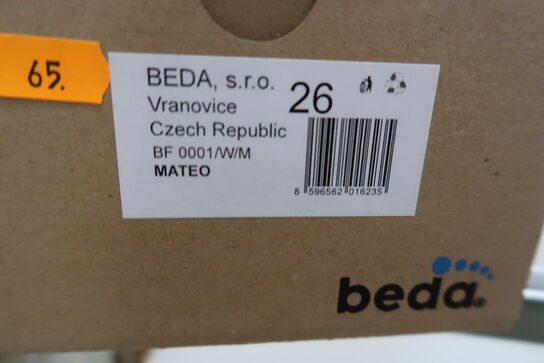 65.
BEDA, s.r.o. 26
Vranovice
Czech Republic
BF 0001/W/M
MATEO
8 596562 016235
beda®